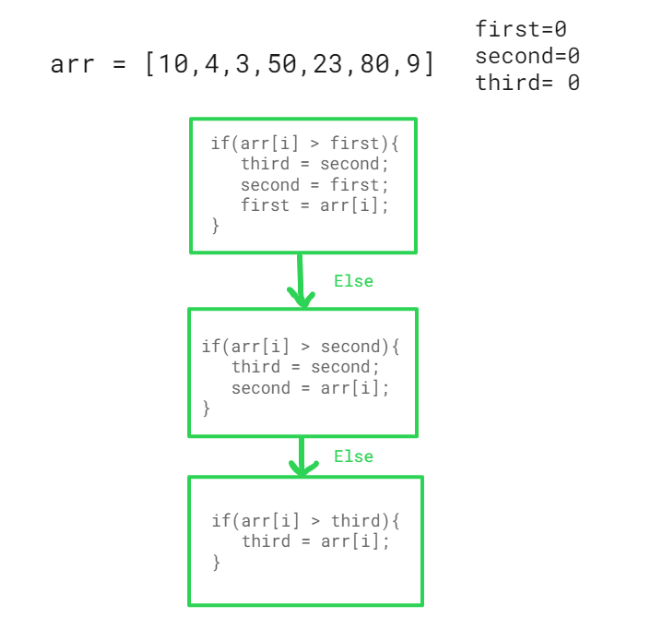 first=0
second=0
third= 0
arr = [10,4,3,50,23,80,9]
if(arr[i] > first){
third = second;
second = first;
first = arr[i];
}
Else
if(arr[i] > second){
third = second;
second = arr[i];
}
Else
if(arr[i] > third){
third = arr[i];
}